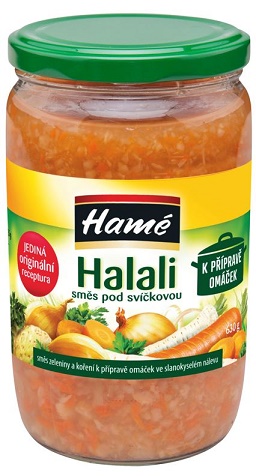 Hamé
JEDINÁ
originální
receptura
Halali
směs pod svíčkovou
K PŘÍPRAVĚ
OMÁČEK
630 g
směs zeleniny a koření k přípravě omáček ve slanokyselém nálevu